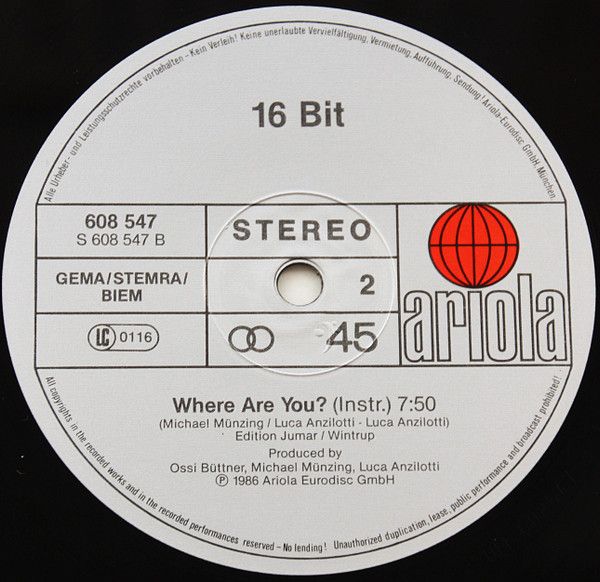 Alle Urheber- und Leistungsschutzrechte vorbehalten - Kein Verleih! Keine unerlaubte Vervielfältigung, Vermietung, Aufführung, Sendung! Ariola-Eurodisc GmbH, München.
16 Bit
608 547
S 608 547 B
STEREO
GEMA/STEMRA/
BIEM
2
LC 0116
45
ariola
Where Are You? (Instr.) 7:50
(Michael Münzing / Luca Anzilotti - Luca Anzilotti)
Edition Jumar / Wintrup
Produced by
Ossi Büttner, Michael Münzing, Luca Anzilotti
Ⓟ 1986 Ariola Eurodisc GmbH
All copyrights in the recorded works and in the recorded performances reserved - No lending! Unauthorized duplication, lease, public performance and broadcast prohibited!